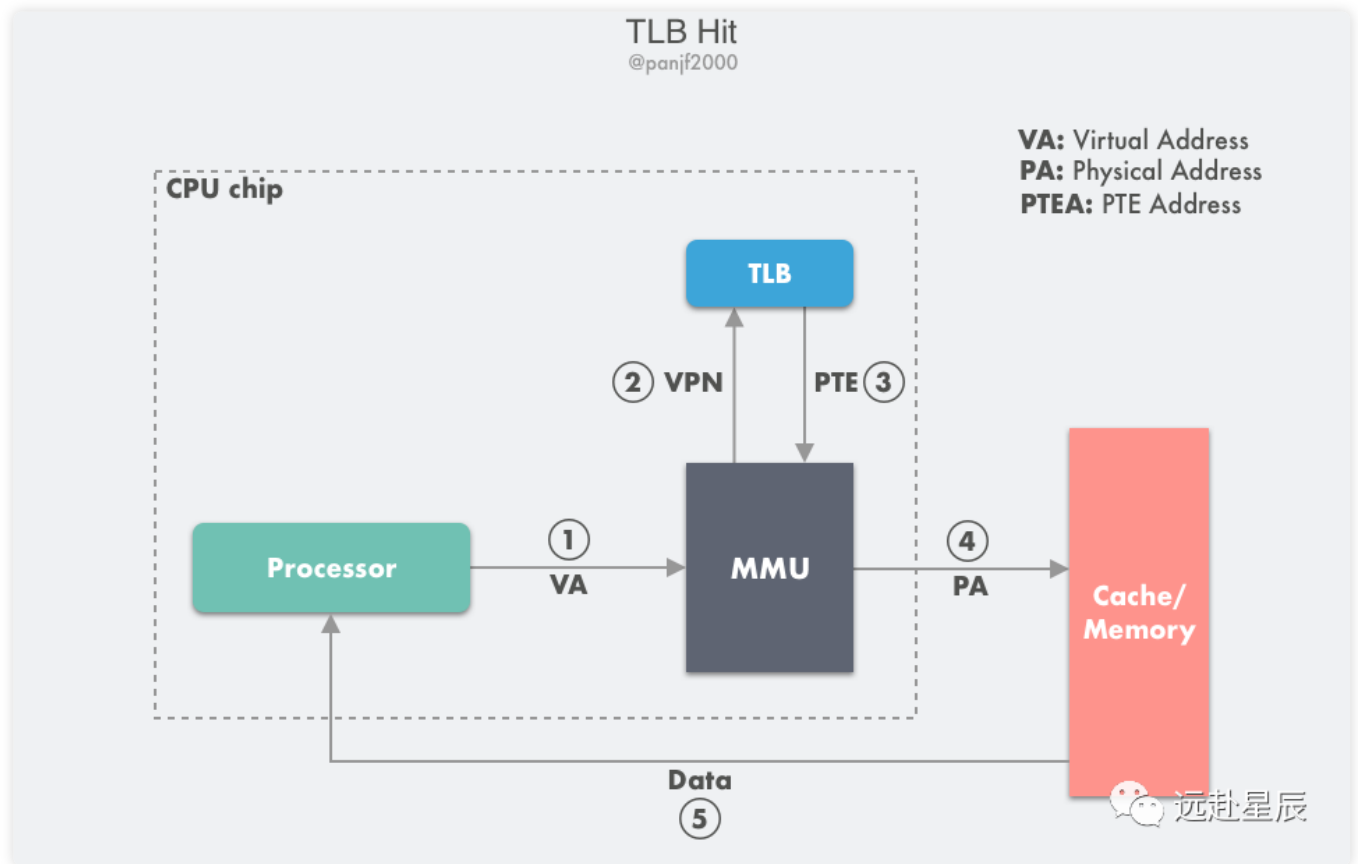 TLB Hit
@panjf2000
VA: Virtual Address
PA: Physical Address
PTEA: PTE Address
CPU chip
TLB
2 VPN
PTE 3
1
VA
Processor
MMU
4
PA
Cache/
Memory
Data
5
远赴星辰